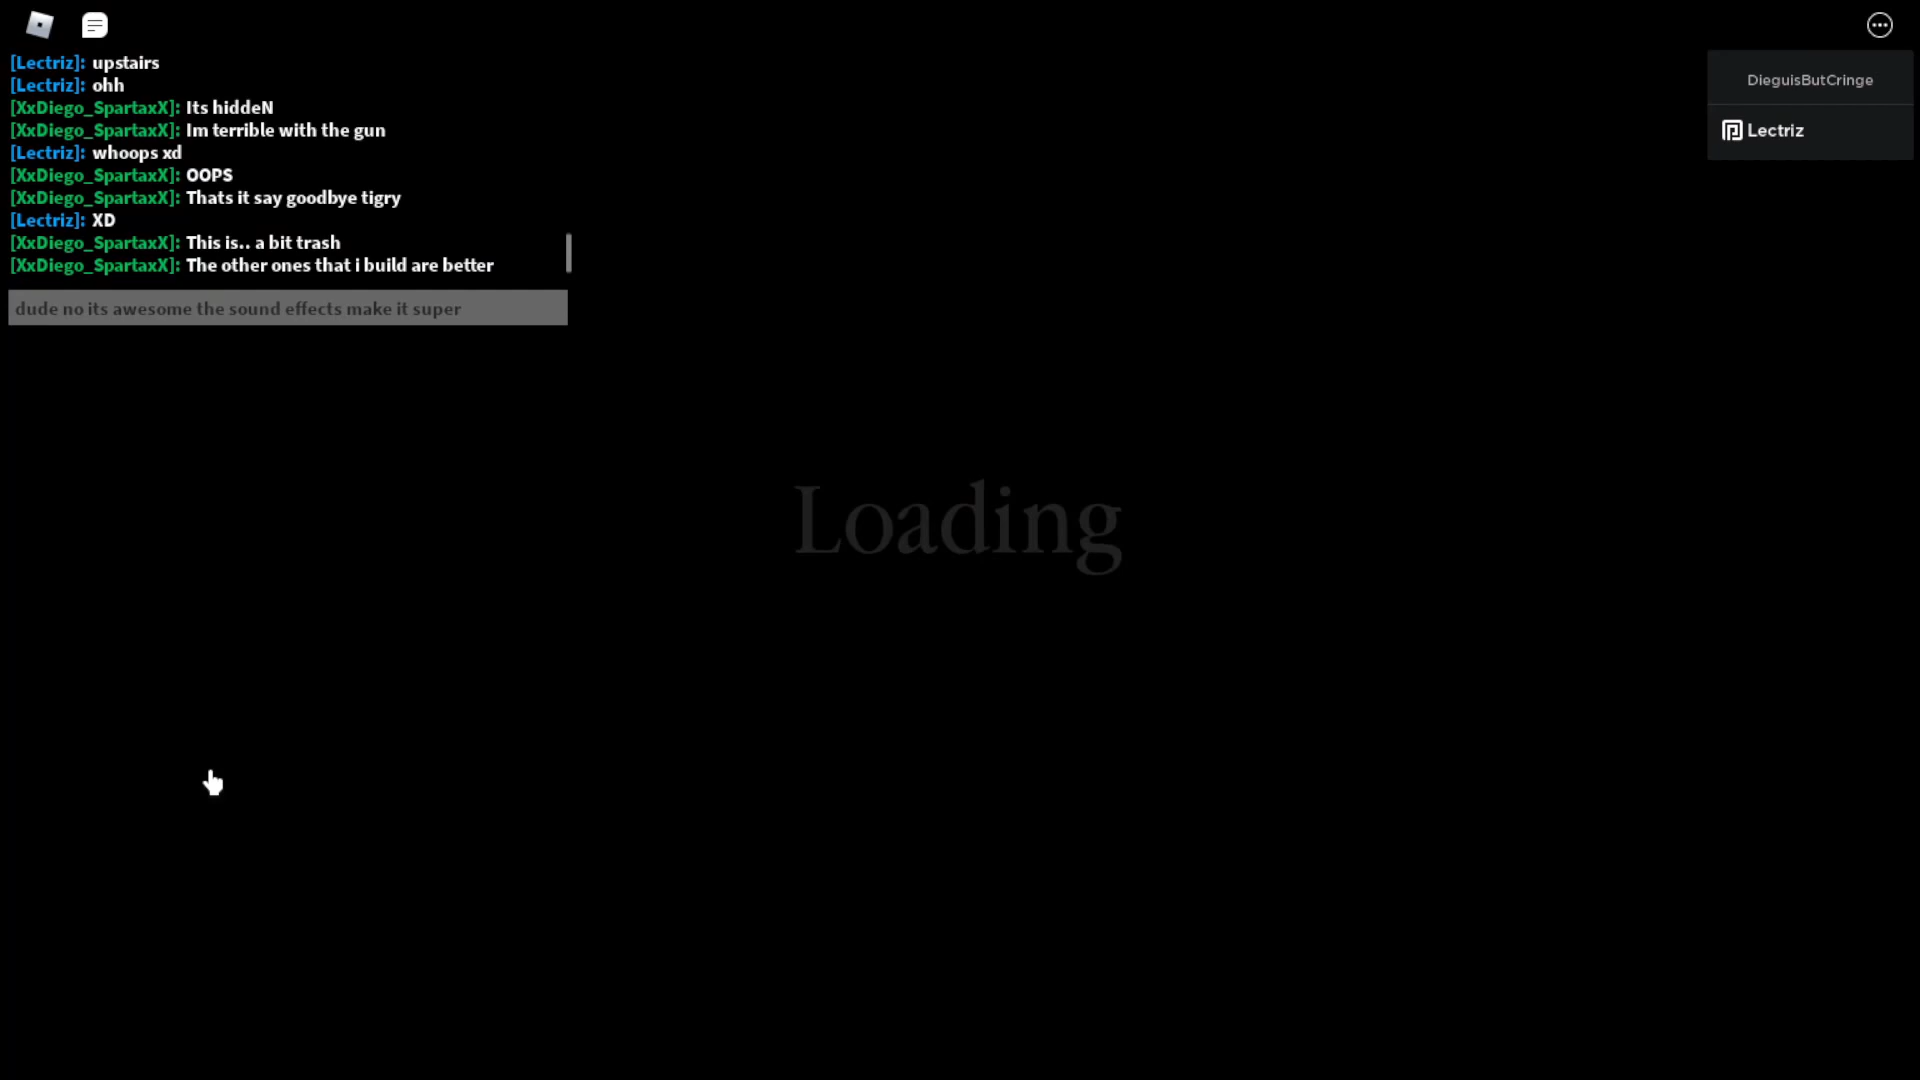 [Lectriz]: upstairs
[Lectriz]: ohh
[XxDiego_SpartaxX]: Its hiddeN
[XxDiego_SpartaxX]: Im terrible with the gun
[Lectriz]: whoops xd
[XxDiego_SpartaxX]: OOPS
[XxDiego_SpartaxX]: Thats it say goodbye tigry
[Lectriz]: XD
[XxDiego_SpartaxX]: This is.. a bit trash
[XxDiego_SpartaxX]: The other ones that i build are better
dude no its awesome the sound effects make it super
DieguisButCringe
Lectriz
Loading